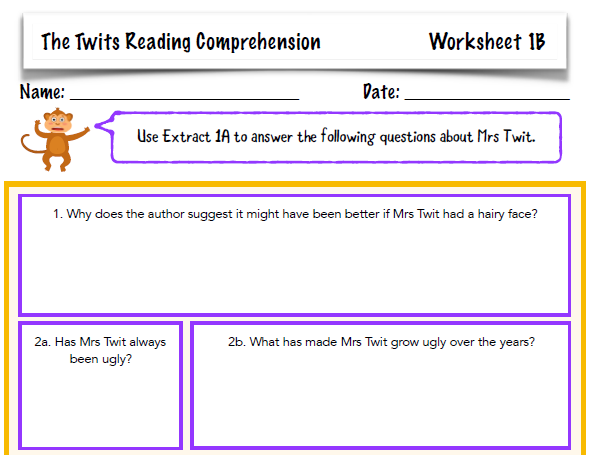 The Twits Reading Comprehension Worksheet 1B
Name: Date:
Use Extract 1A to answer the following questions about Mrs Twit.
1. Why does the author suggest it might have been better if Mrs Twit had a hairy face?
2a. Has Mrs Twit always
been ugly?
2b. What has made Mrs Twit grow ugly over the years?